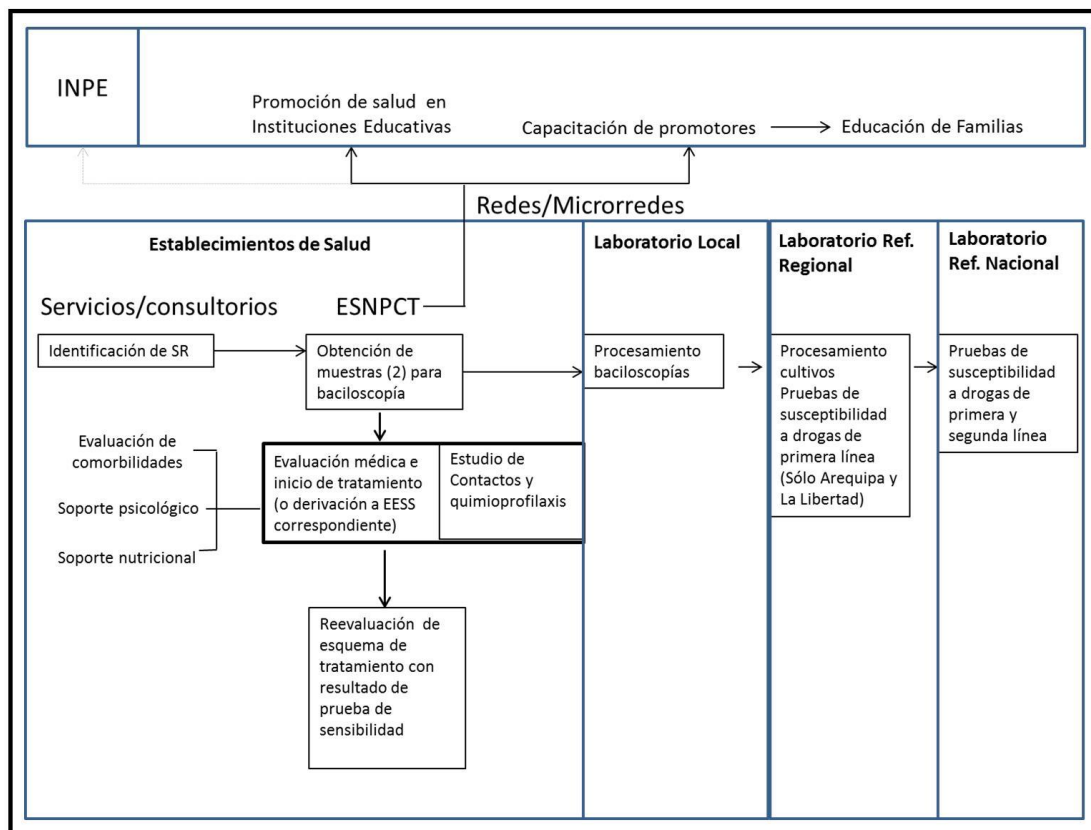 INPE
Promoción de salud en
Instituciones Educativas
Capacitación de promotores
Educación de Familias
Redes/Microrredes
Establecimientos de Salud
Servicios/consultorios
ESNPCT
Identificación de SR
Obtención de
muestras (2) para
baciloscopía
Evaluación de
comorbilidades
Soporte psicológico
Soporte nutricional
Evaluación médica e
inicio de tratamiento
(o derivación a EESS
correspondiente)
Estudio de
Contactos y
quimioprofilaxis
Reevaluación de
esquema de
tratamiento con
resultado de
prueba de
sensibilidad
Laboratorio Local
Procesamiento
baciloscopías
Laboratorio Ref.
Regional
Procesamiento
cultivos
Pruebas de
susceptibilidad
a drogas de
primera línea
(Sólo Arequipa y
La Libertad)
Laboratorio
Ref. Nacional
Pruebas de
susceptibilidad
a drogas de
primera y
segunda línea